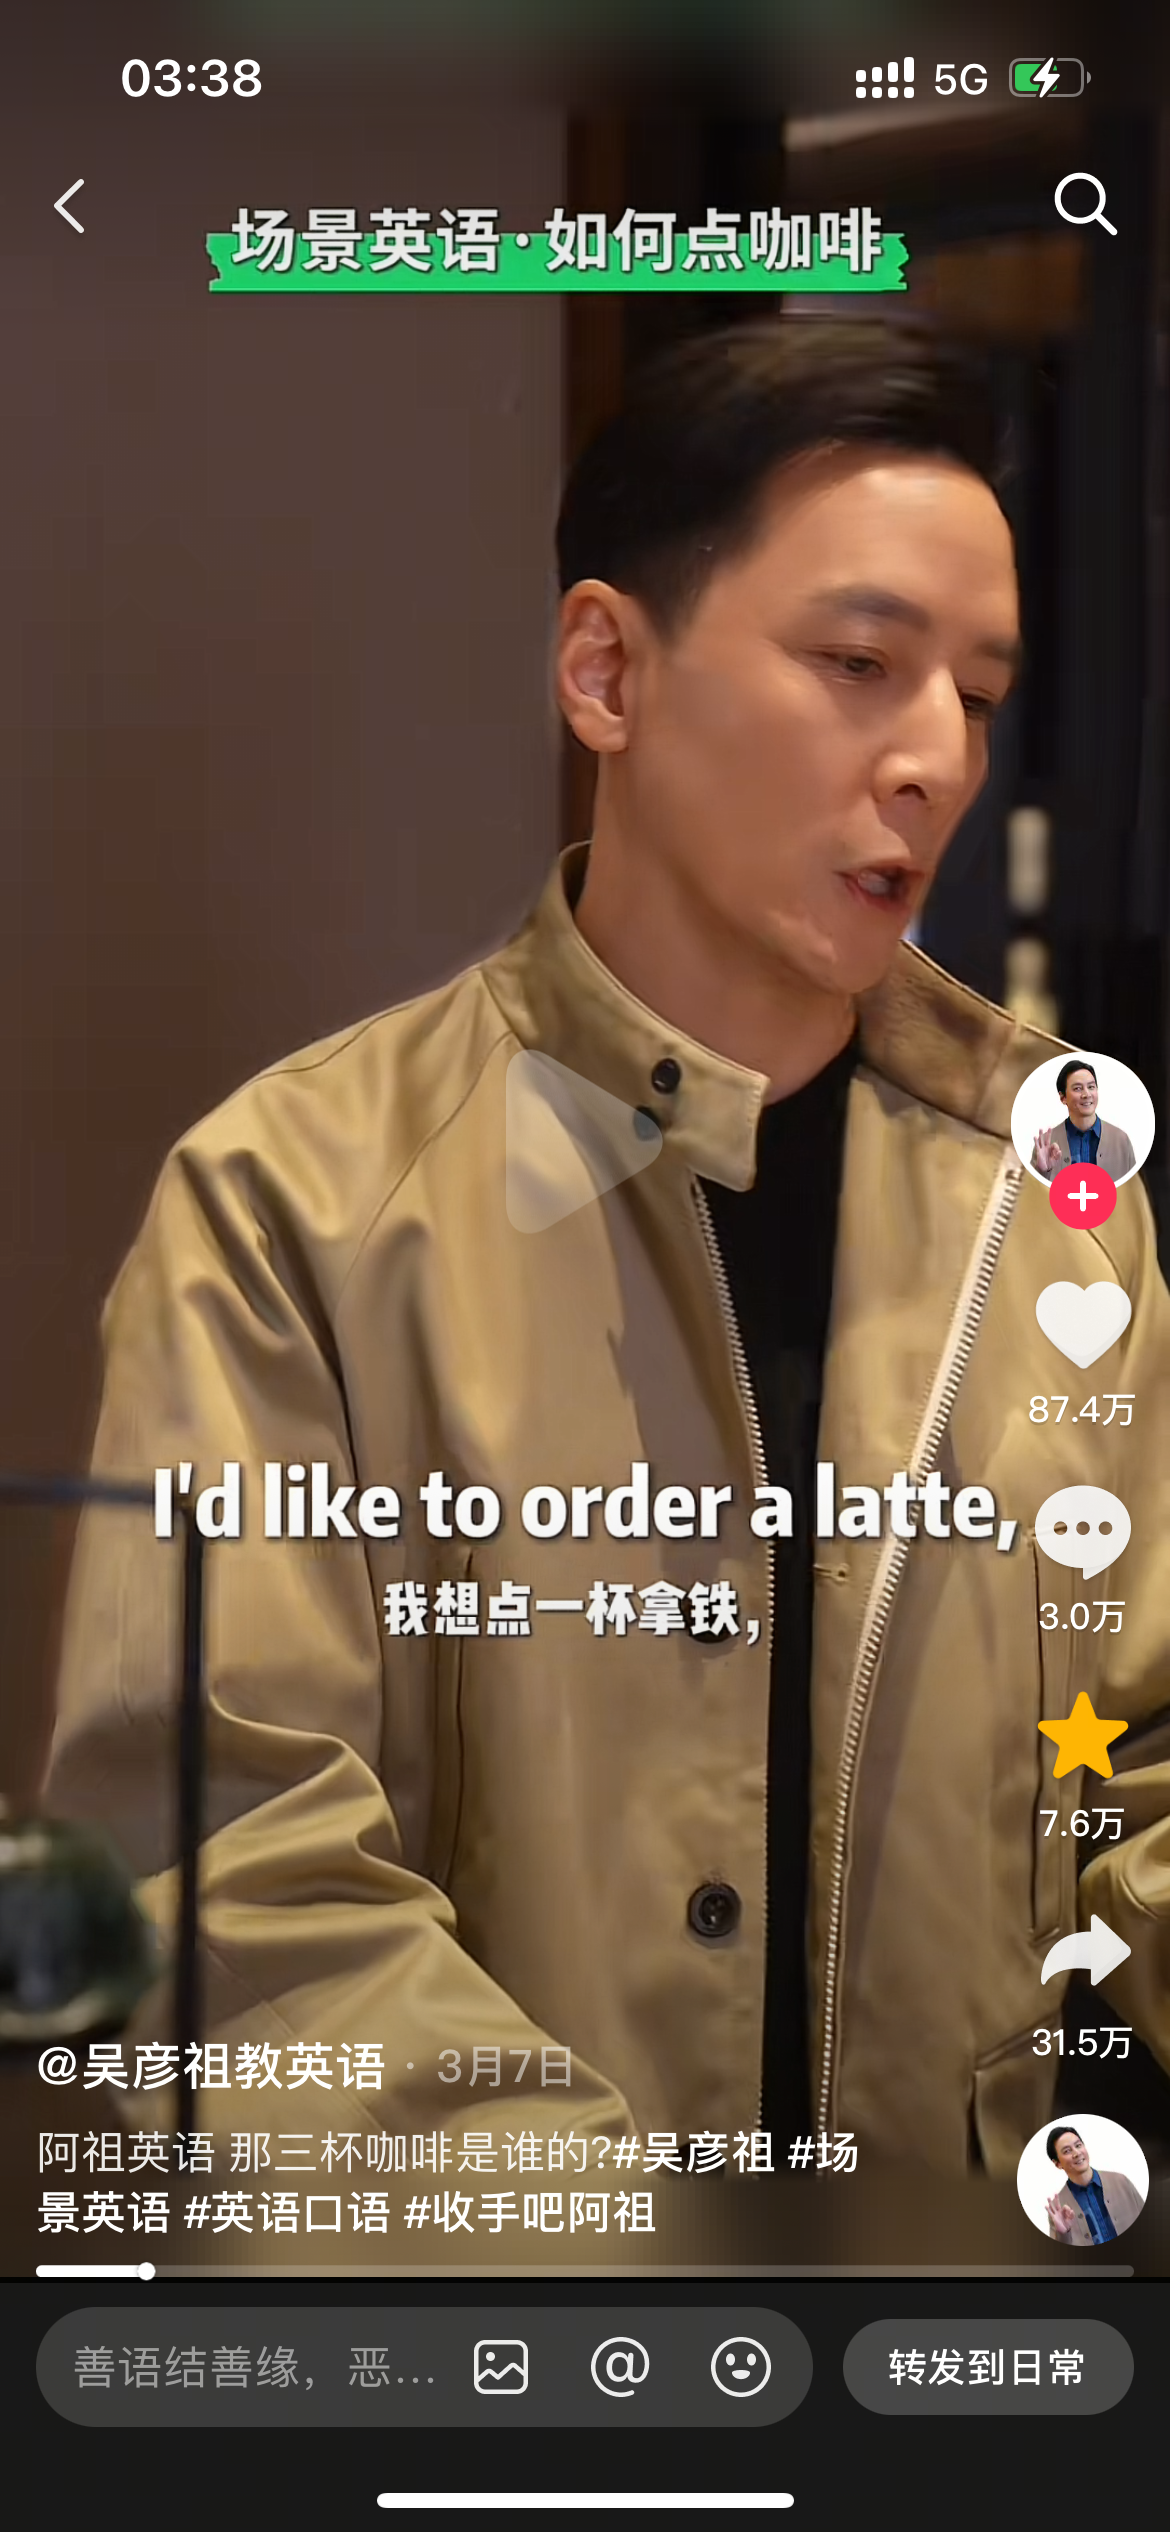 03:38
5G
场景英语·如何点咖啡
87.4万
I'd like to order a latte,
我想点一杯拿铁，
3.0万
7.6万
31.5万
@吴彦祖教英语 · 3月7日
阿祖英语 那三杯咖啡是谁的?#吴彦祖 #场
景英语 #英语口语 #收手吧阿祖
善语结善缘，恶...
转发到日常